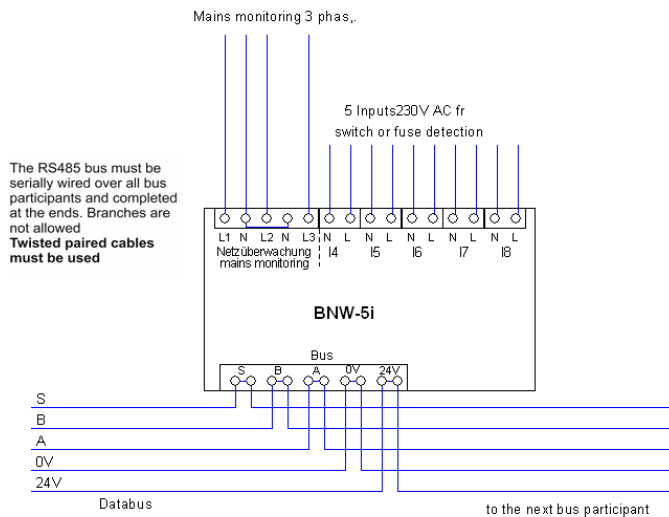 Mains monitoring 3 phas,.
5 Inputs230V AC fr
switch or fuse detection
The RS485 bus must be
serially wired over all bus
participants and completed
at the ends. Branches are
not allowed
Twisted paired cables
must be used
L1 N L2 N L3 N L N L N L N L N L
Netzüberwachung I4 I5 I6 I7 I8
mains monitoring
BNW-5i
Bus
S B A 0V 24V
S
B
A
0V
24V
Databus
to the next bus participant